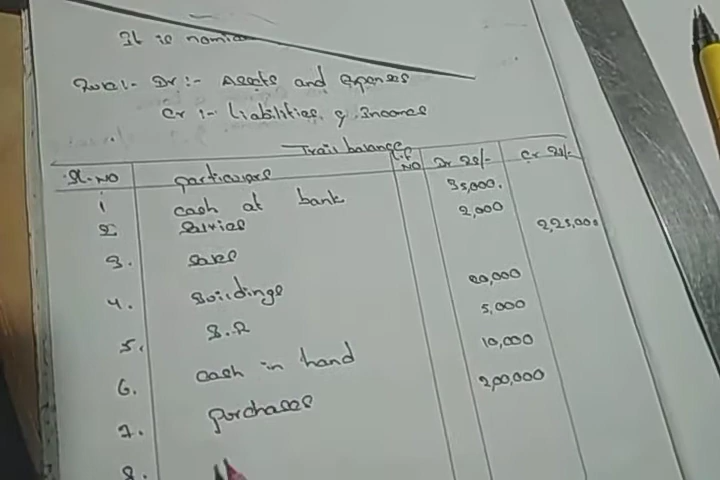 It is nomi
Rule:- Dr :- Assets and Expenses
Cr :- Liabilities & Incomes
Trail balance
Sl-NO particulars L.f NO Dr Rs/- Cr Rs/-
1 cash at bank 35,000.
2 Salries 2,000
3. Sales 2,25,000
4. Buildings 20,000
5. B.R 5,000
6. cash in hand 10,000
7. purchases 2,00,000
8.